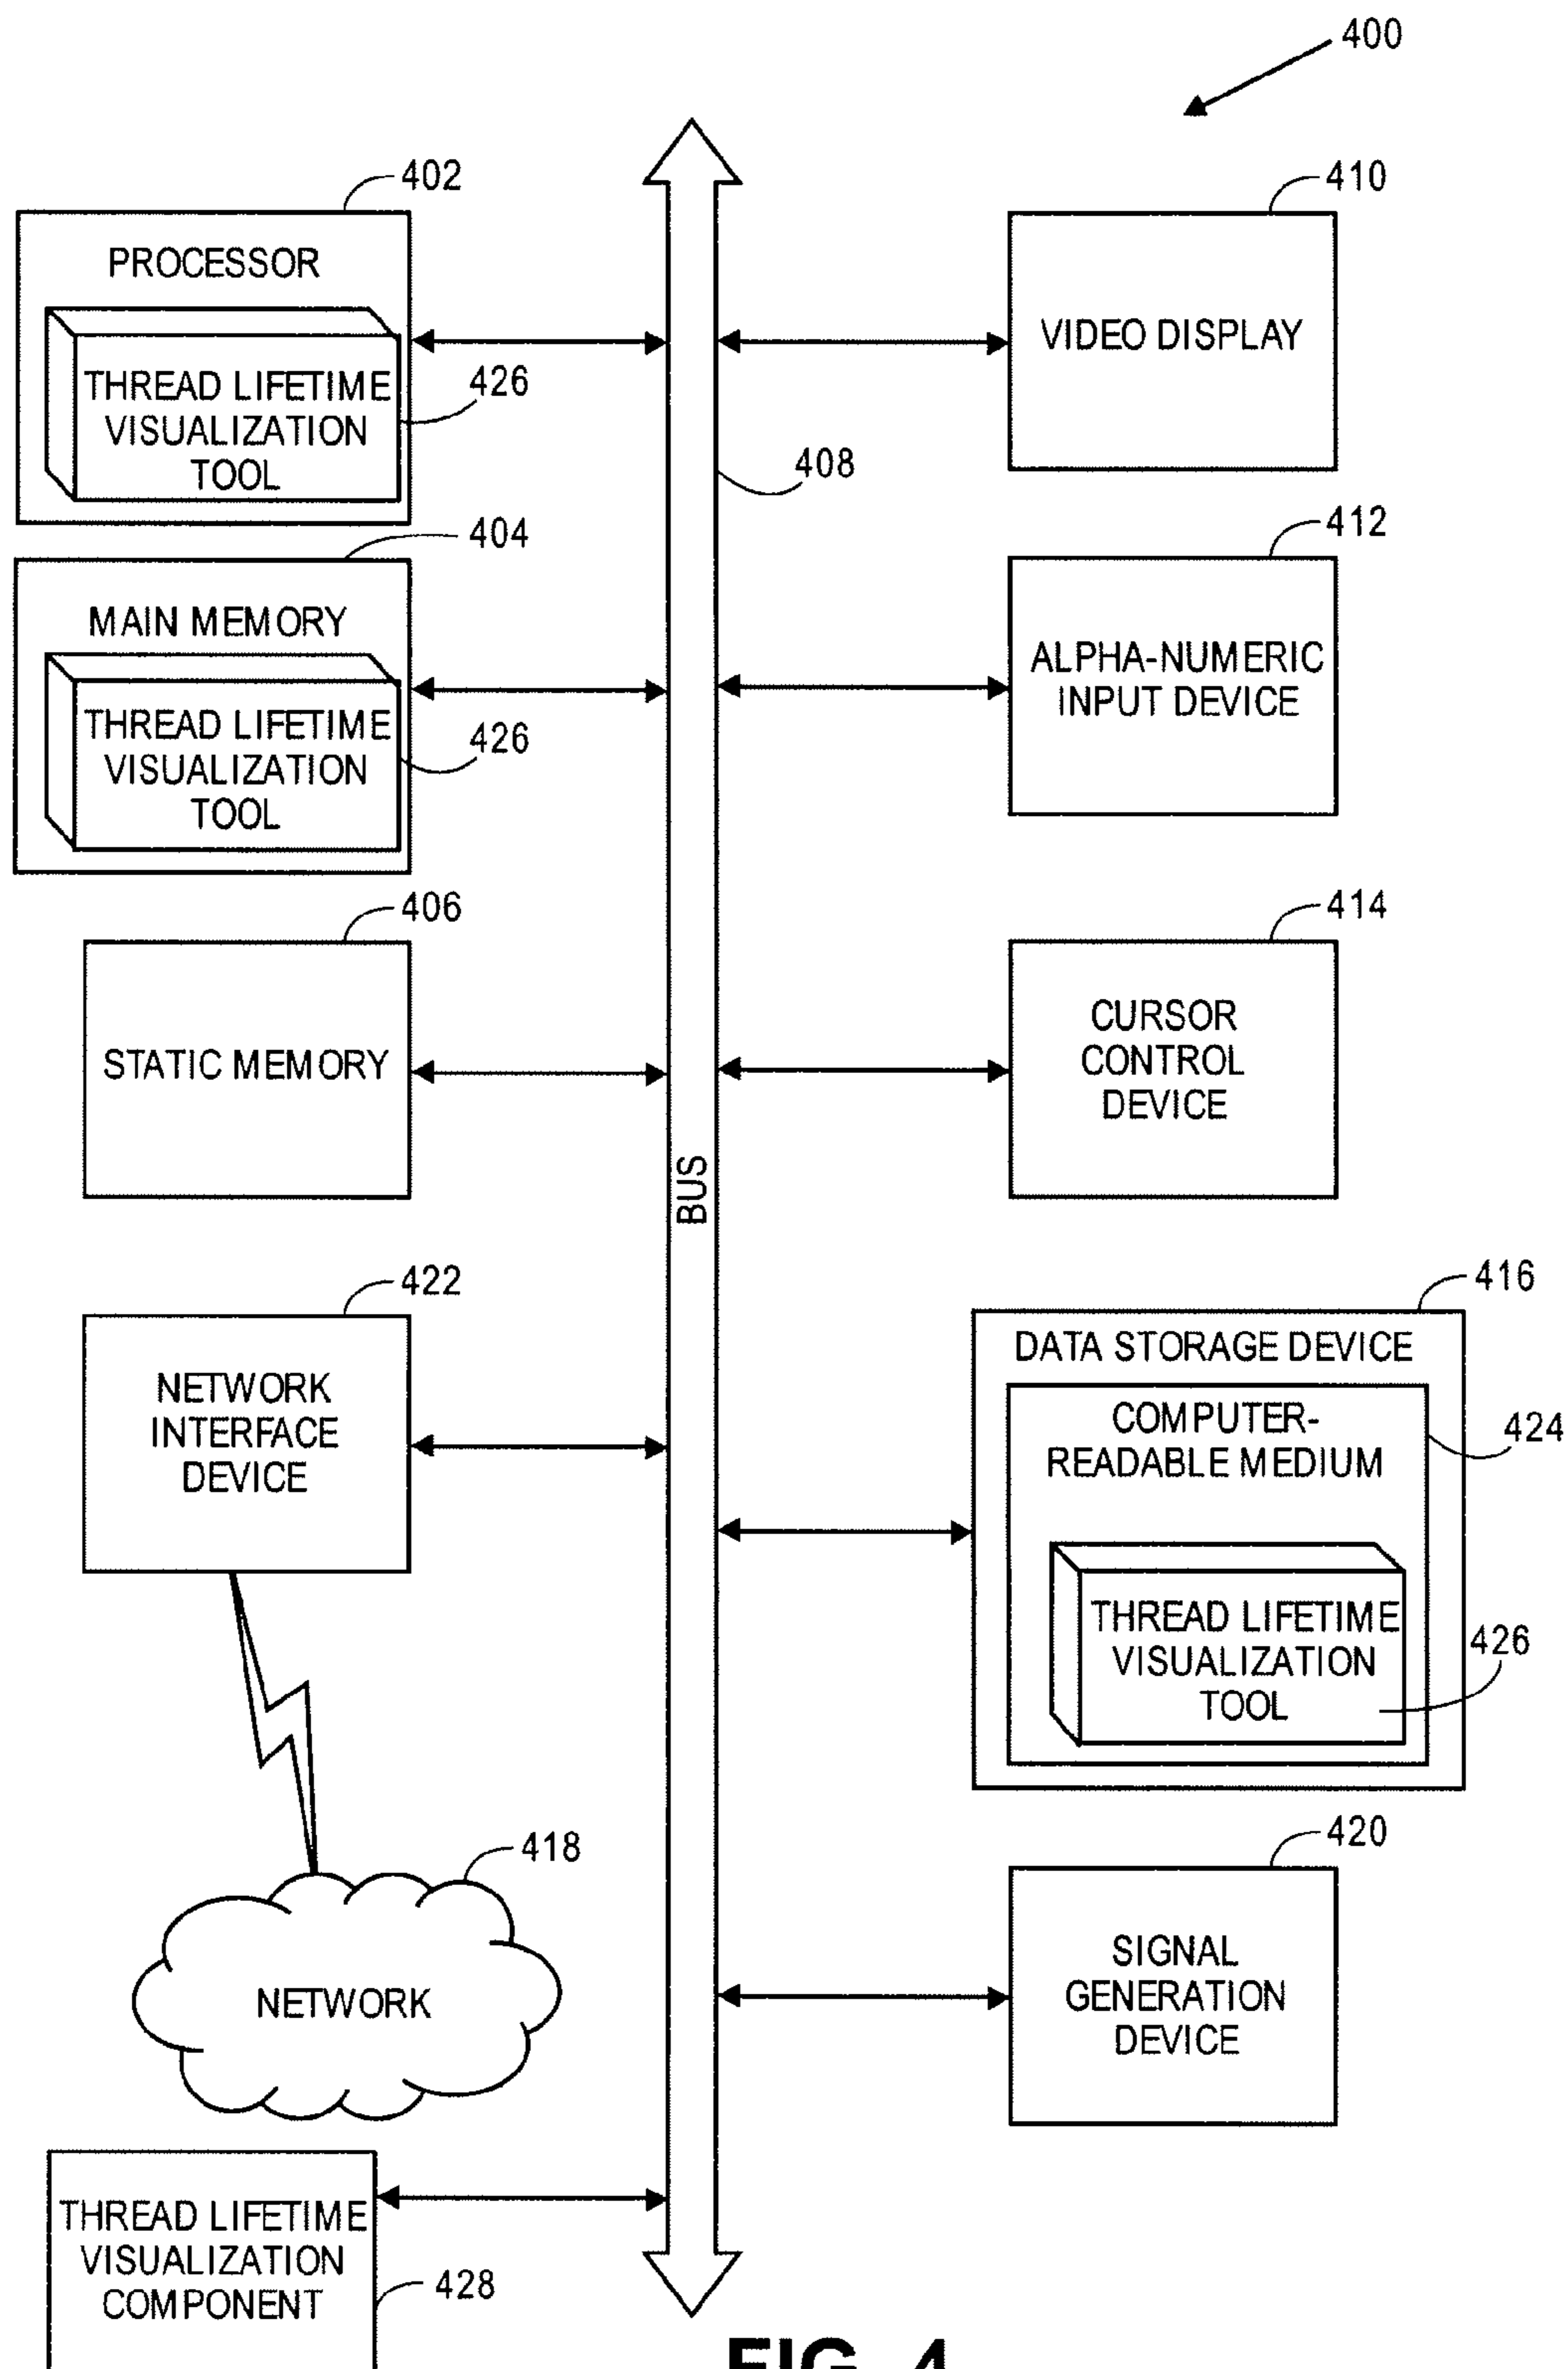 400
402
PROCESSOR
THREAD LIFETIME
VISUALIZATION
TOOL
426
404
MAIN MEMORY
THREAD LIFETIME
VISUALIZATION
TOOL
426
406
STATIC MEMORY
422
NETWORK
INTERFACE
DEVICE
418
NETWORK
THREAD LIFETIME
VISUALIZATION
COMPONENT
428
408
BUS
410
VIDEO DISPLAY
412
ALPHA-NUMERIC
INPUT DEVICE
414
CURSOR
CONTROL
DEVICE
416
DATA STORAGE DEVICE
COMPUTER-
READABLE MEDIUM
424
THREAD LIFETIME
VISUALIZATION
TOOL
426
420
SIGNAL
GENERATION
DEVICE
FIG. 4